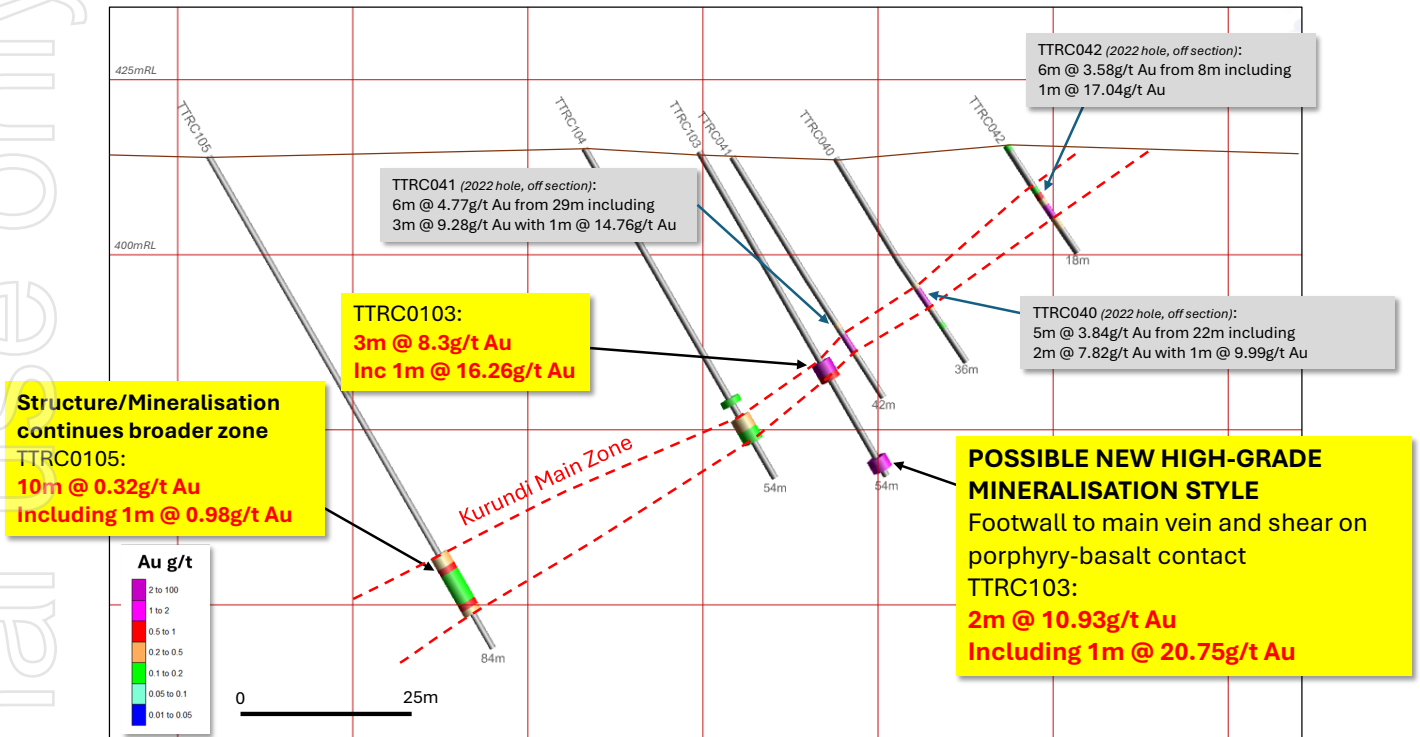 425mRL
400mRL
TTRC105
TTRC104
TTRC103
TTRC041
TTRC040
TTRC042
TTRC042 (2022 hole, off section):
6m @ 3.58g/t Au from 8m including
1m @ 17.04g/t Au
TTRC041 (2022 hole, off section):
6m @ 4.77g/t Au from 29m including
3m @ 9.28g/t Au with 1m @ 14.76g/t Au
18m
TTRC0103:
3m @ 8.3g/t Au
Inc 1m @ 16.26g/t Au
TTRC040 (2022 hole, off section):
5m @ 3.84g/t Au from 22m including
2m @ 7.82g/t Au with 1m @ 9.99g/t Au
36m
42m
Structure/Mineralisation
continues broader zone
TTRC0105:
10m @ 0.32g/t Au
Including 1m @ 0.98g/t Au
Kurundi Main Zone
54m
54m
POSSIBLE NEW HIGH-GRADE
MINERALISATION STYLE
Footwall to main vein and shear on
porphyry-basalt contact
TTRC103:
2m @ 10.93g/t Au
Including 1m @ 20.75g/t Au
84m
Au g/t
2 to 100
1 to 2
0.5 to 1
0.2 to 0.5
0.1 to 0.2
0.05 to 0.1
0.01 to 0.05
0
25m
use only